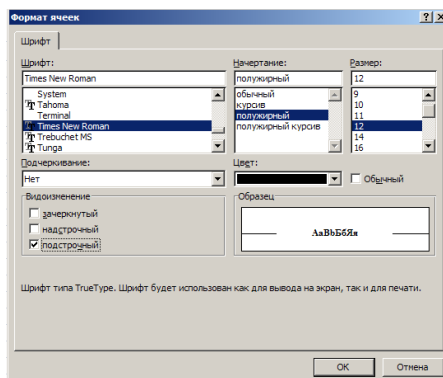 Формат ячеек
Шрифт
Шрифт: Начертание: Размер:
Times New Roman полужирный 12
System обычный 9
Tahoma курсив 10
Terminal полужирный 11
Times New Roman полужирный курсив 12
Trebuchet MS 14
Tunga 16
Подчеркивание: Цвет:
Нет Обычный
Видоизменение Образец
зачеркнутый
надстрочный
подстрочный
АаBbБбЯя
Шрифт типа TrueType. Шрифт будет использован как для вывода на экран, так и для печати.
ОК Отмена